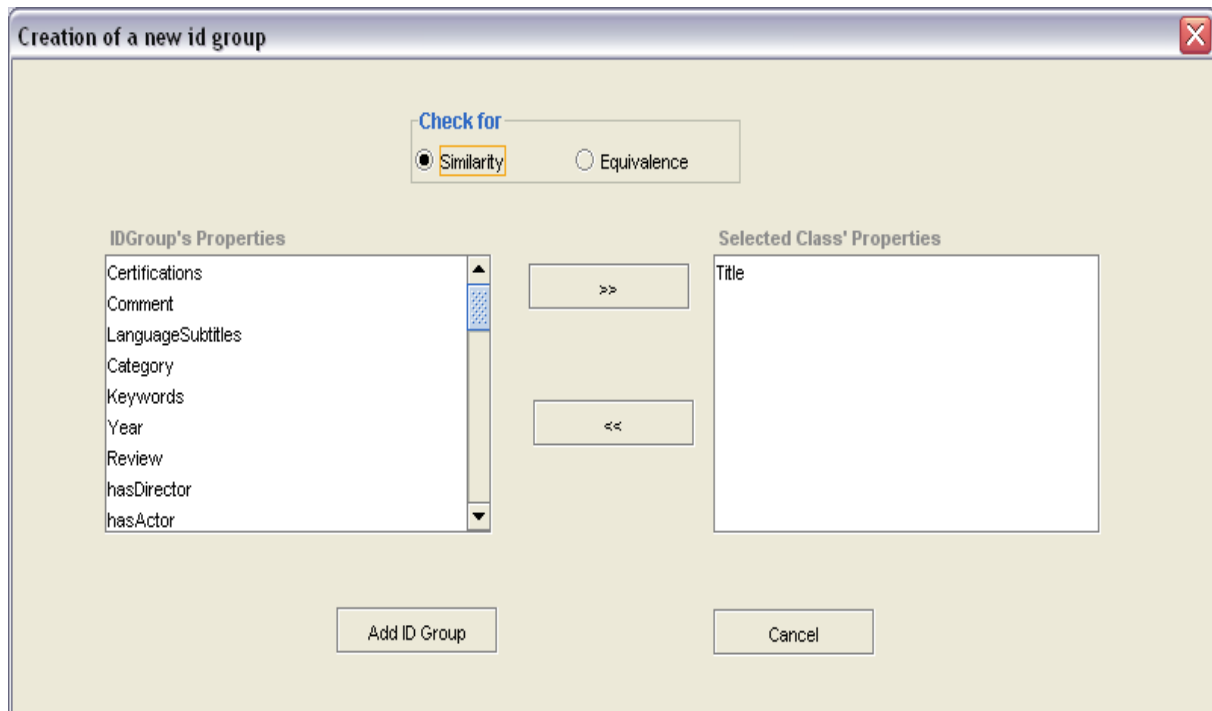 Creation of a new id group
Check for
Similarity
Equivalence
IDGroup's Properties
Selected Class' Properties
Certifications
Comment
LanguageSubtitles
Category
Keywords
Year
Review
hasDirector
hasActor
>>
<<
Title
Add ID Group
Cancel